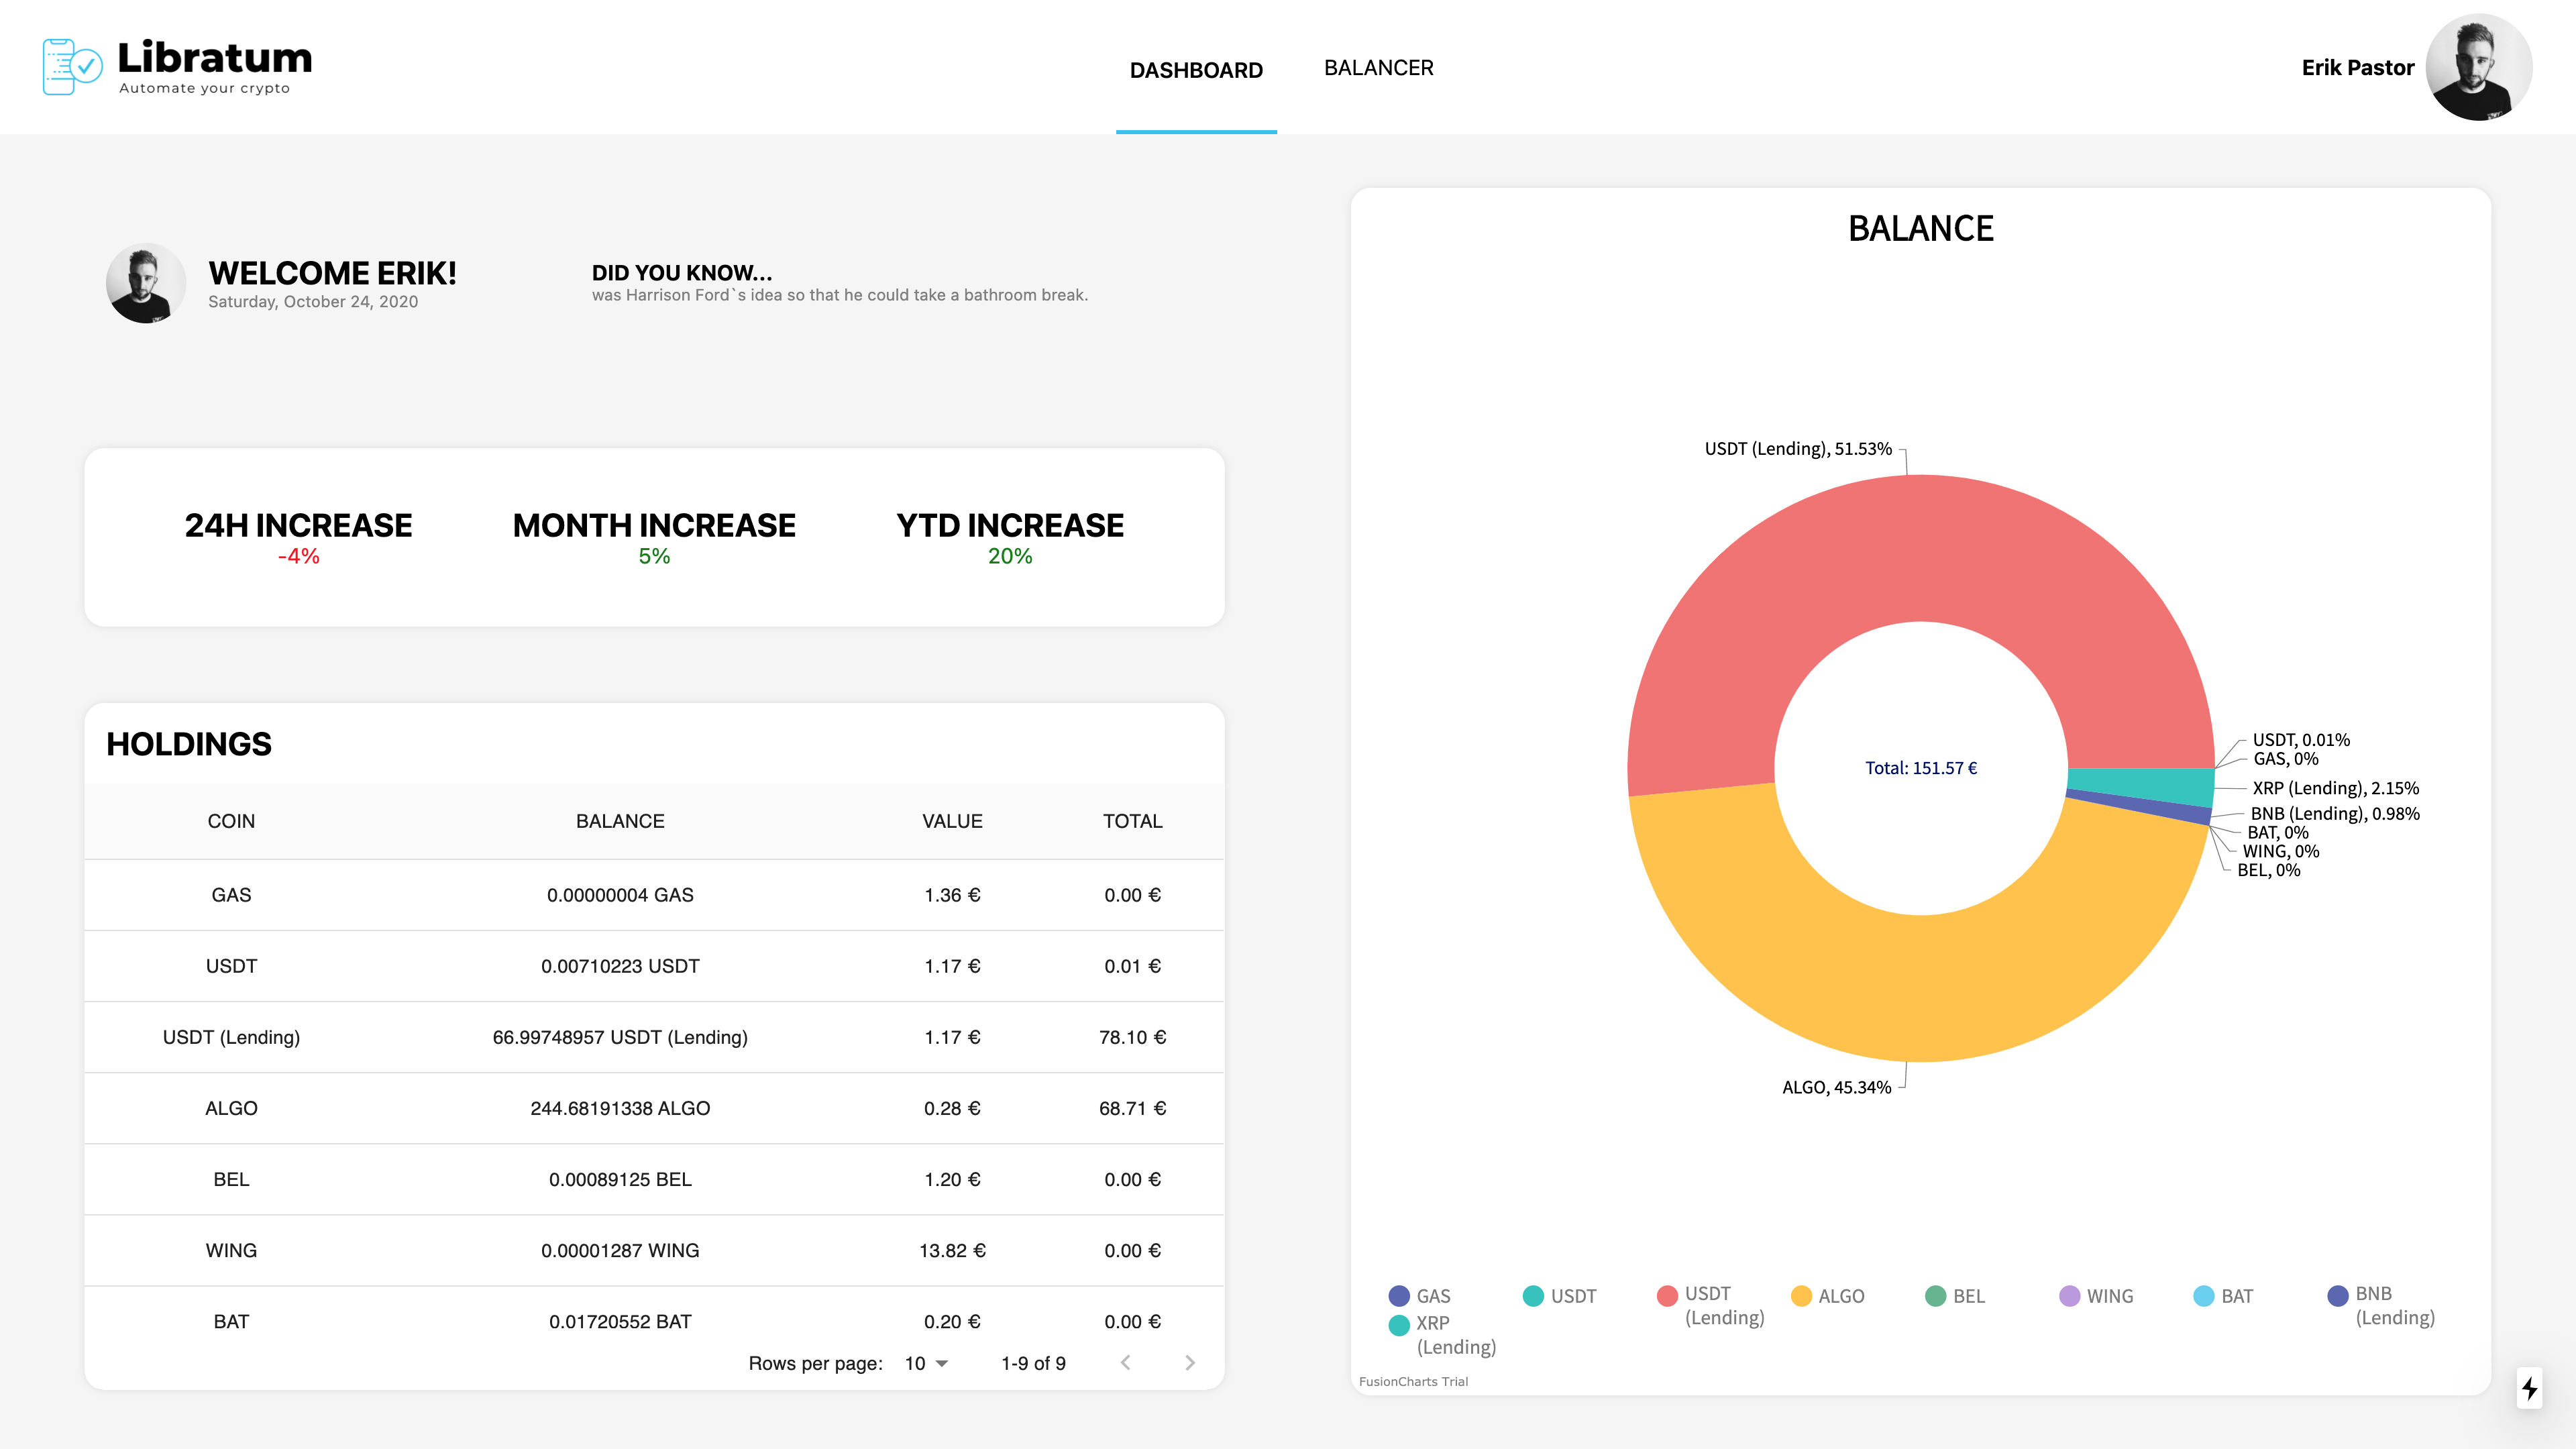 Libratum
Automate your crypto
DASHBOARD
BALANCER
Erik Pastor
WELCOME ERIK!
Saturday, October 24, 2020
DID YOU KNOW...
was Harrison Ford`s idea so that he could take a bathroom break.
24H INCREASE
-4%
MONTH INCREASE
5%
YTD INCREASE
20%
HOLDINGS
COIN BALANCE VALUE TOTAL
GAS 0.00000004 GAS 1.36 € 0.00 €
USDT 0.00710223 USDT 1.17 € 0.01 €
USDT (Lending) 66.99748957 USDT (Lending) 1.17 € 78.10 €
ALGO 244.68191338 ALGO 0.28 € 68.71 €
BEL 0.00089125 BEL 1.20 € 0.00 €
WING 0.00001287 WING 13.82 € 0.00 €
BAT 0.01720552 BAT 0.20 € 0.00 €
Rows per page: 10 1-9 of 9
BALANCE
USDT (Lending), 51.53%
USDT, 0.01%
GAS, 0%
Total: 151.57 €
XRP (Lending), 2.15%
BNB (Lending), 0.98%
BAT, 0%
WING, 0%
BEL, 0%
ALGO, 45.34%
GAS
USDT
USDT
(Lending)
ALGO
BEL
WING
BAT
BNB
(Lending)
XRP
(Lending)
FusionCharts Trial